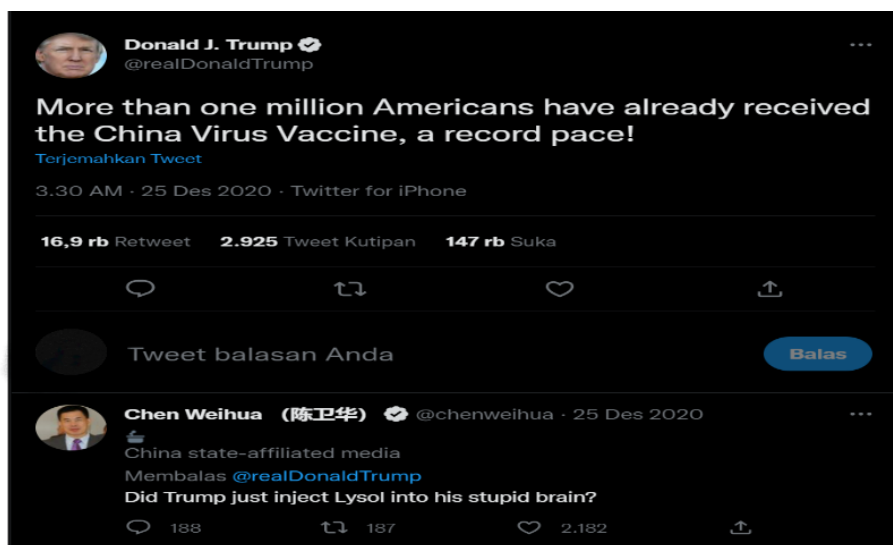 Donald J. Trump
@realDonaldTrump
More than one million Americans have already received
the China Virus Vaccine, a record pace!
Terjemahkan Tweet
3.30 AM · 25 Des 2020 · Twitter for iPhone
16,9 rb Retweet 2.925 Tweet Kutipan 147 rb Suka
Tweet balasan Anda
Balas
Chen Weihua （陈卫华） @chenweihua · 25 Des 2020
China state-affiliated media
Membalas @realDonaldTrump
Did Trump just inject Lysol into his stupid brain?
188 187 2.182